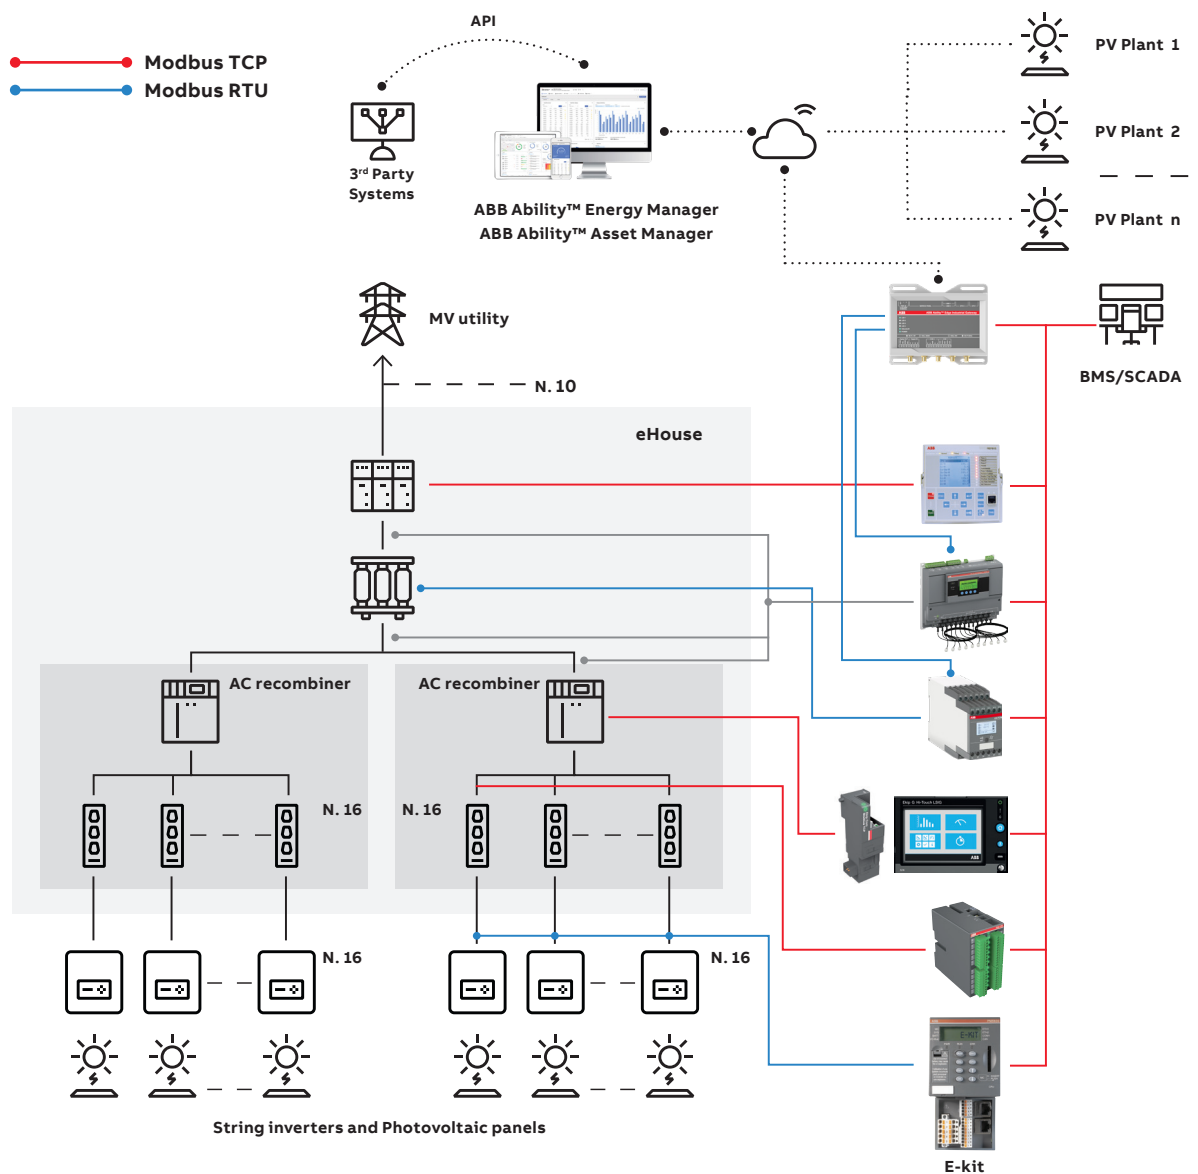 API
Modbus TCP
Modbus RTU
3rd Party
Systems
ABB Ability™ Energy Manager
ABB Ability™ Asset Manager
PV Plant 1
PV Plant 2
PV Plant n
MV utility
N. 10
BMS/SCADA
eHouse
AC recombiner
AC recombiner
N. 16
N. 16
N. 16
N. 16
ABB
E-KIT
String inverters and Photovoltaic panels
E-kit